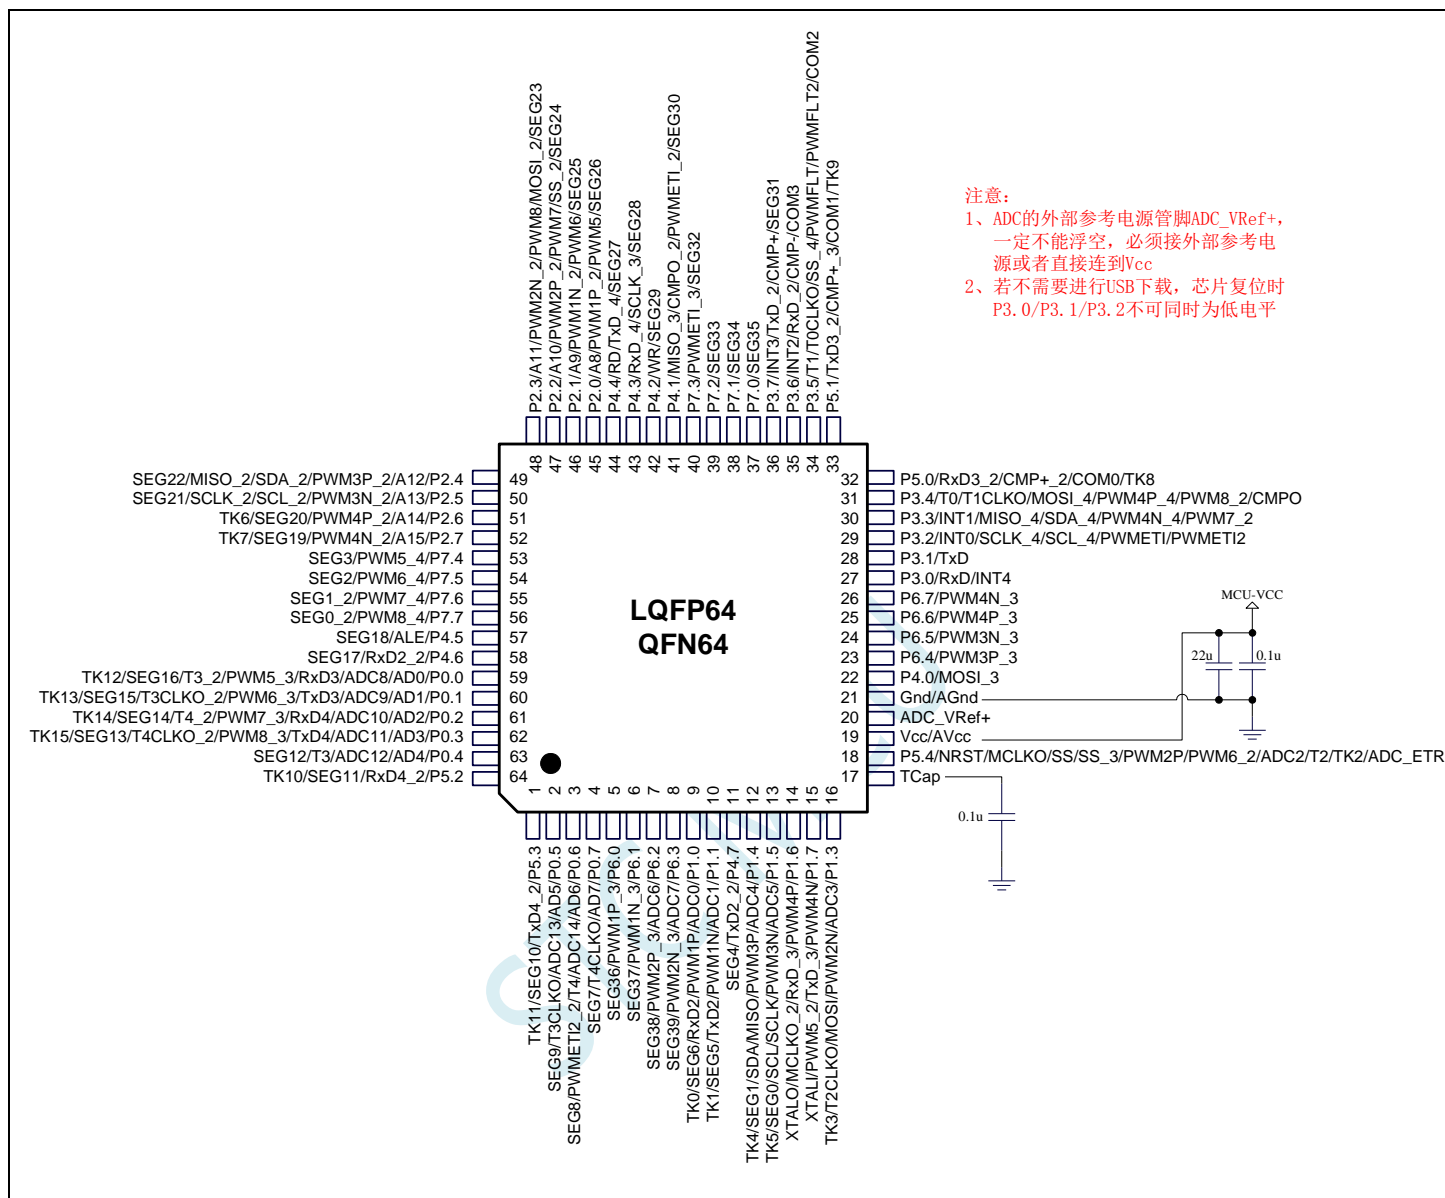 P2.3/A11/PWM2N_2/PWM8/MOSI_2/SEG23
P2.2/A10/PWM2P_2/PWM7/SS_2/SEG24
P2.1/A9/PWM1N_2/PWM6/SEG25
P2.0/A8/PWM1P_2/PWM5/SEG26
P4.4/RD/TxD_4/SEG27
P4.3/RxD_4/SCLK_3/SEG28
P4.2/WR/SEG29
P4.1/MISO_3/CMPO_2/PWMETI_2/SEG30
P7.3/PWMETI_3/SEG32
P7.2/SEG33
P7.1/SEG34
P7.0/SEG35
P3.7/INT3/TxD_2/CMP+/SEG31
P3.6/INT2/RxD_2/CMP-/COM3
P3.5/T1/T0CLKO/SS_4/PWMFLT/PWMFLT2/COM2
P5.1/TxD3_2/CMP+_3/COM1/TK9
注意：
1、ADC的外部参考电源管脚ADC_VRef+，
一定不能浮空，必须接外部参考电
源或者直接连到Vcc
2、若不需要进行USB下载，芯片复位时
P3.0/P3.1/P3.2不可同时为低电平
48 47 46 45 44 43 42 41 40 39 38 37 36 35 34 33
SEG22/MISO_2/SDA_2/PWM3P_2/A12/P2.4 49
SEG21/SCLK_2/SCL_2/PWM3N_2/A13/P2.5 50
TK6/SEG20/PWM4P_2/A14/P2.6 51
TK7/SEG19/PWM4N_2/A15/P2.7 52
SEG3/PWM5_4/P7.4 53
SEG2/PWM6_4/P7.5 54
SEG1_2/PWM7_4/P7.6 55
SEG0_2/PWM8_4/P7.7 56
SEG18/ALE/P4.5 57
SEG17/RxD2_2/P4.6 58
TK12/SEG16/T3_2/PWM5_3/RxD3/ADC8/AD0/P0.0 59
TK13/SEG15/T3CLKO_2/PWM6_3/TxD3/ADC9/AD1/P0.1 60
TK14/SEG14/T4_2/PWM7_3/RxD4/ADC10/AD2/P0.2 61
TK15/SEG13/T4CLKO_2/PWM8_3/TxD4/ADC11/AD3/P0.3 62
SEG12/T3/ADC12/AD4/P0.4 63
TK10/SEG11/RxD4_2/P5.2 64
LQFP64
QFN64
32 P5.0/RxD3_2/CMP+_2/COM0/TK8
31 P3.4/T0/T1CLKO/MOSI_4/PWM4P_4/PWM8_2/CMPO
30 P3.3/INT1/MISO_4/SDA_4/PWM4N_4/PWM7_2
29 P3.2/INT0/SCLK_4/SCL_4/PWMETI/PWMETI2
28 P3.1/TxD
27 P3.0/RxD/INT4
26 P6.7/PWM4N_3
25 P6.6/PWM4P_3
24 P6.5/PWM3N_3
23 P6.4/PWM3P_3
22 P4.0/MOSI_3
21 Gnd/AGnd
20 ADC_VRef+
19 Vcc/AVcc
18 P5.4/NRST/MCLKO/SS/SS_3/PWM2P/PWM6_2/ADC2/T2/TK2/ADC_ETR
17 TCap
MCU-VCC
22u
0.1u
0.1u
1 2 3 4 5 6 7 8 9 10 11 12 13 14 15 16
TK11/SEG10/TxD4_2/P5.3
SEG9/T3CLKO/ADC13/AD5/P0.5
SEG8/PWMETI2_2/T4/ADC14/AD6/P0.6
SEG7/T4CLKO/AD7/P0.7
SEG36/PWM1P_3/P6.0
SEG37/PWM1N_3/P6.1
SEG38/PWM2P_3/ADC6/P6.2
SEG39/PWM2N_3/ADC7/P6.3
TK0/SEG6/RxD2/PWM1P/ADC0/P1.0
TK1/SEG5/TxD2/PWM1N/ADC1/P1.1
SEG4/TxD2_2/P4.7
TK4/SEG1/SDA/MISO/PWM3P/ADC4/P1.4
TK5/SEG0/SCL/SCLK/PWM3N/ADC5/P1.5
XTALO/MCLKO_2/RxD_3/PWM4P/P1.6
XTALI/PWM5_2/TxD_3/PWM4N/P1.7
TK3/T2CLKO/MOSI/PWM2N/ADC3/P1.3